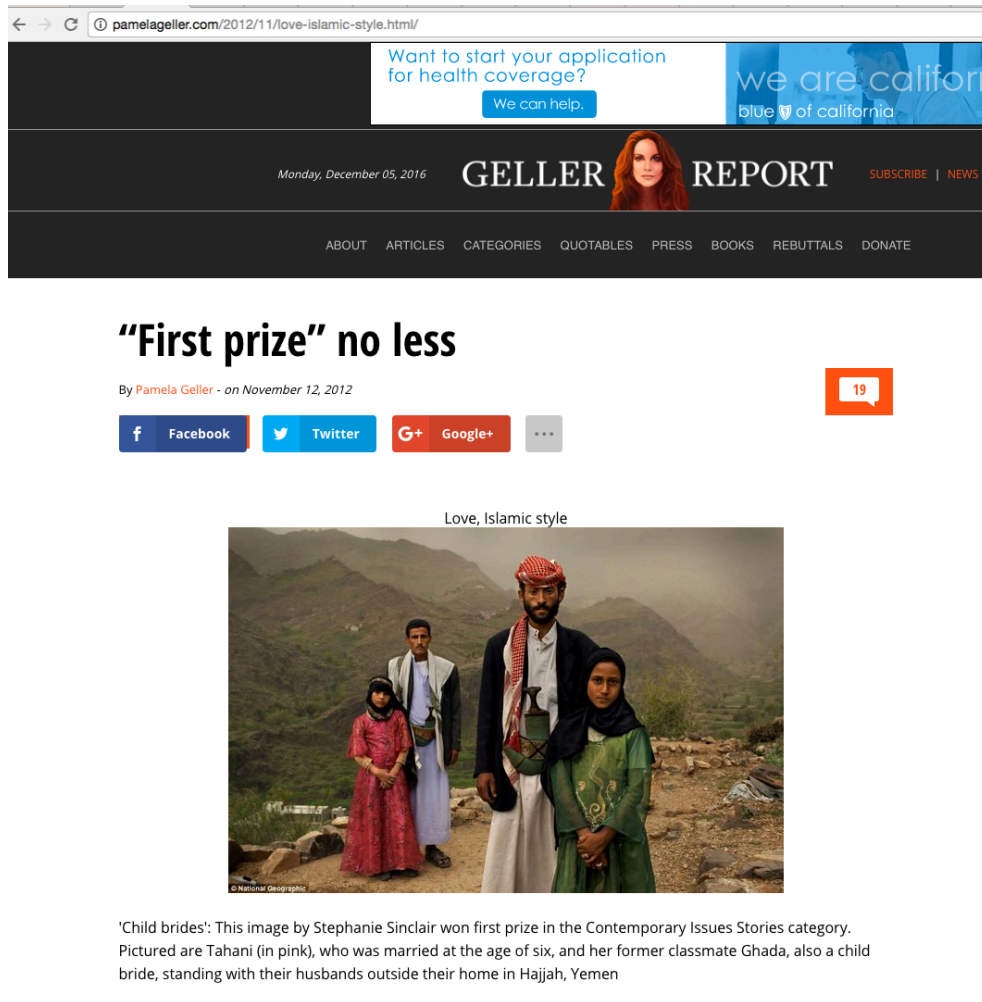 pamelageller.com/2012/11/love-islamic-style.html/
Want to start your application
for health coverage?
We can help.
we are califor
blue of california
Monday, December 05, 2016
GELLER REPORT
SUBSCRIBE | NEWS
ABOUT ARTICLES CATEGORIES QUOTABLES PRESS BOOKS REBUTTALS DONATE
“First prize” no less
By Pamela Geller - on November 12, 2012
19
Facebook Twitter G+ Google+
Love, Islamic style
© National Geographic
'Child brides': This image by Stephanie Sinclair won first prize in the Contemporary Issues Stories category.
Pictured are Tahani (in pink), who was married at the age of six, and her former classmate Ghada, also a child
bride, standing with their husbands outside their home in Hajjah, Yemen